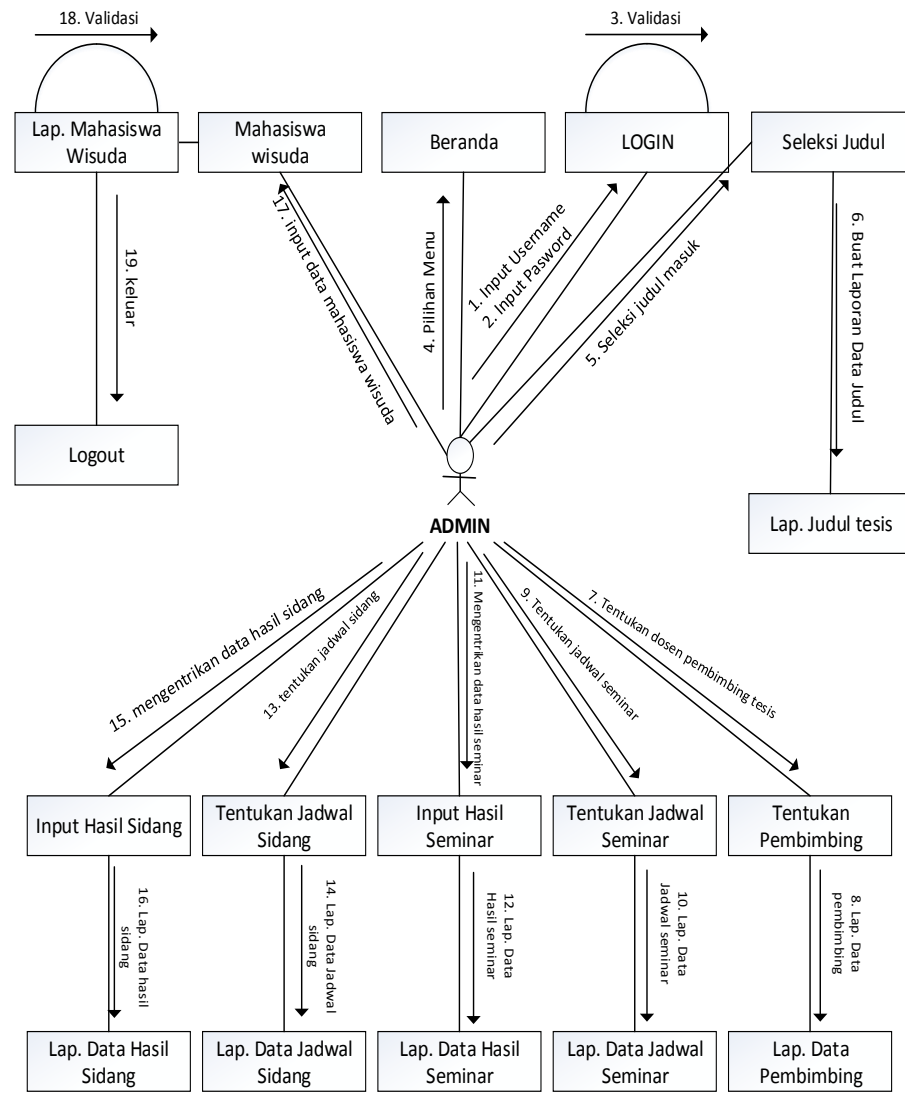 18. Validasi
3. Validasi
Lap. Mahasiswa
Wisuda
Mahasiswa
wisuda
Beranda
LOGIN
Seleksi Judul
17. input data mahasiswa wisuda
4. Pilihan Menu
1. Input Username
2. Input Pasword
5. Seleksi judul masuk
6. Buat Laporan Data Judul
19. keluar
Logout
Lap. Judul tesis
ADMIN
15. mengentrikan data hasil sidang
13. tentukan jadwal sidang
11. Mengentrikan data hasil seminar
9. Tentukan jadwal seminar
7. Tentukan dosen pembimbing tesis
Input Hasil Sidang
Tentukan Jadwal
Sidang
Input Hasil
Seminar
Tentukan Jadwal
Seminar
Tentukan
Pembimbing
16. Lap. Data hasil
sidang
14. Lap. Data Jadwal
sidang
12. Lap. Data
Hasil seminar
10. Lap. Data
Jadwal seminar
8. Lap. Data
pembimbing
Lap. Data Hasil
Sidang
Lap. Data Jadwal
Sidang
Lap. Data Hasil
Seminar
Lap. Data Jadwal
Seminar
Lap. Data
Pembimbing